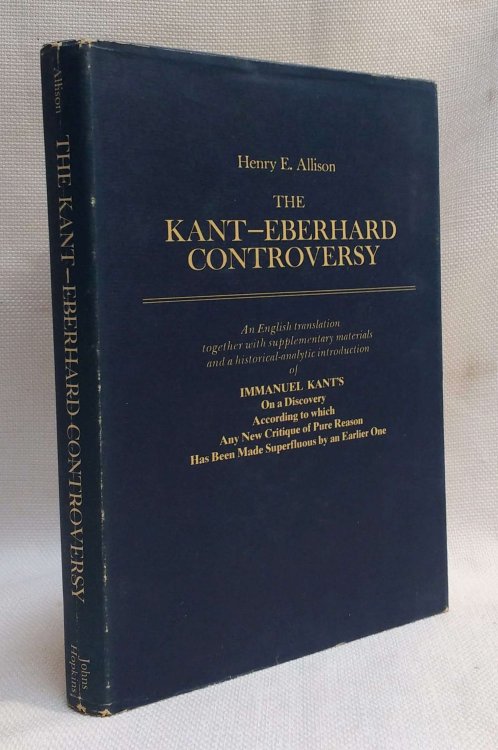 Allison
THE KANT–EBERHARD CONTROVERSY
Johns
Hopkins
Henry E. Allison
THE
KANT–EBERHARD
CONTROVERSY
An English translation
together with supplementary materials
and a historical-analytic introduction
of
IMMANUEL KANT'S
On a Discovery
According to which
Any New Critique of Pure Reason
Has Been Made Superfluous by an Earlier One